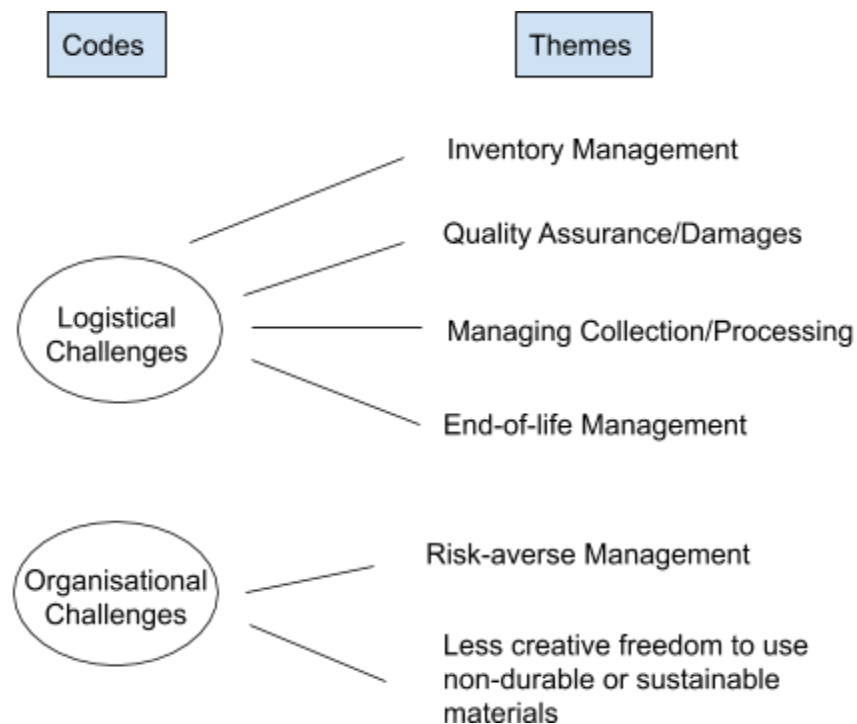 Codes
Themes
Inventory Management
Quality Assurance/Damages
Logistical
Challenges
Managing Collection/Processing
End-of-life Management
Organisational
Challenges
Risk-averse Management
Less creative freedom to use
non-durable or sustainable
materials